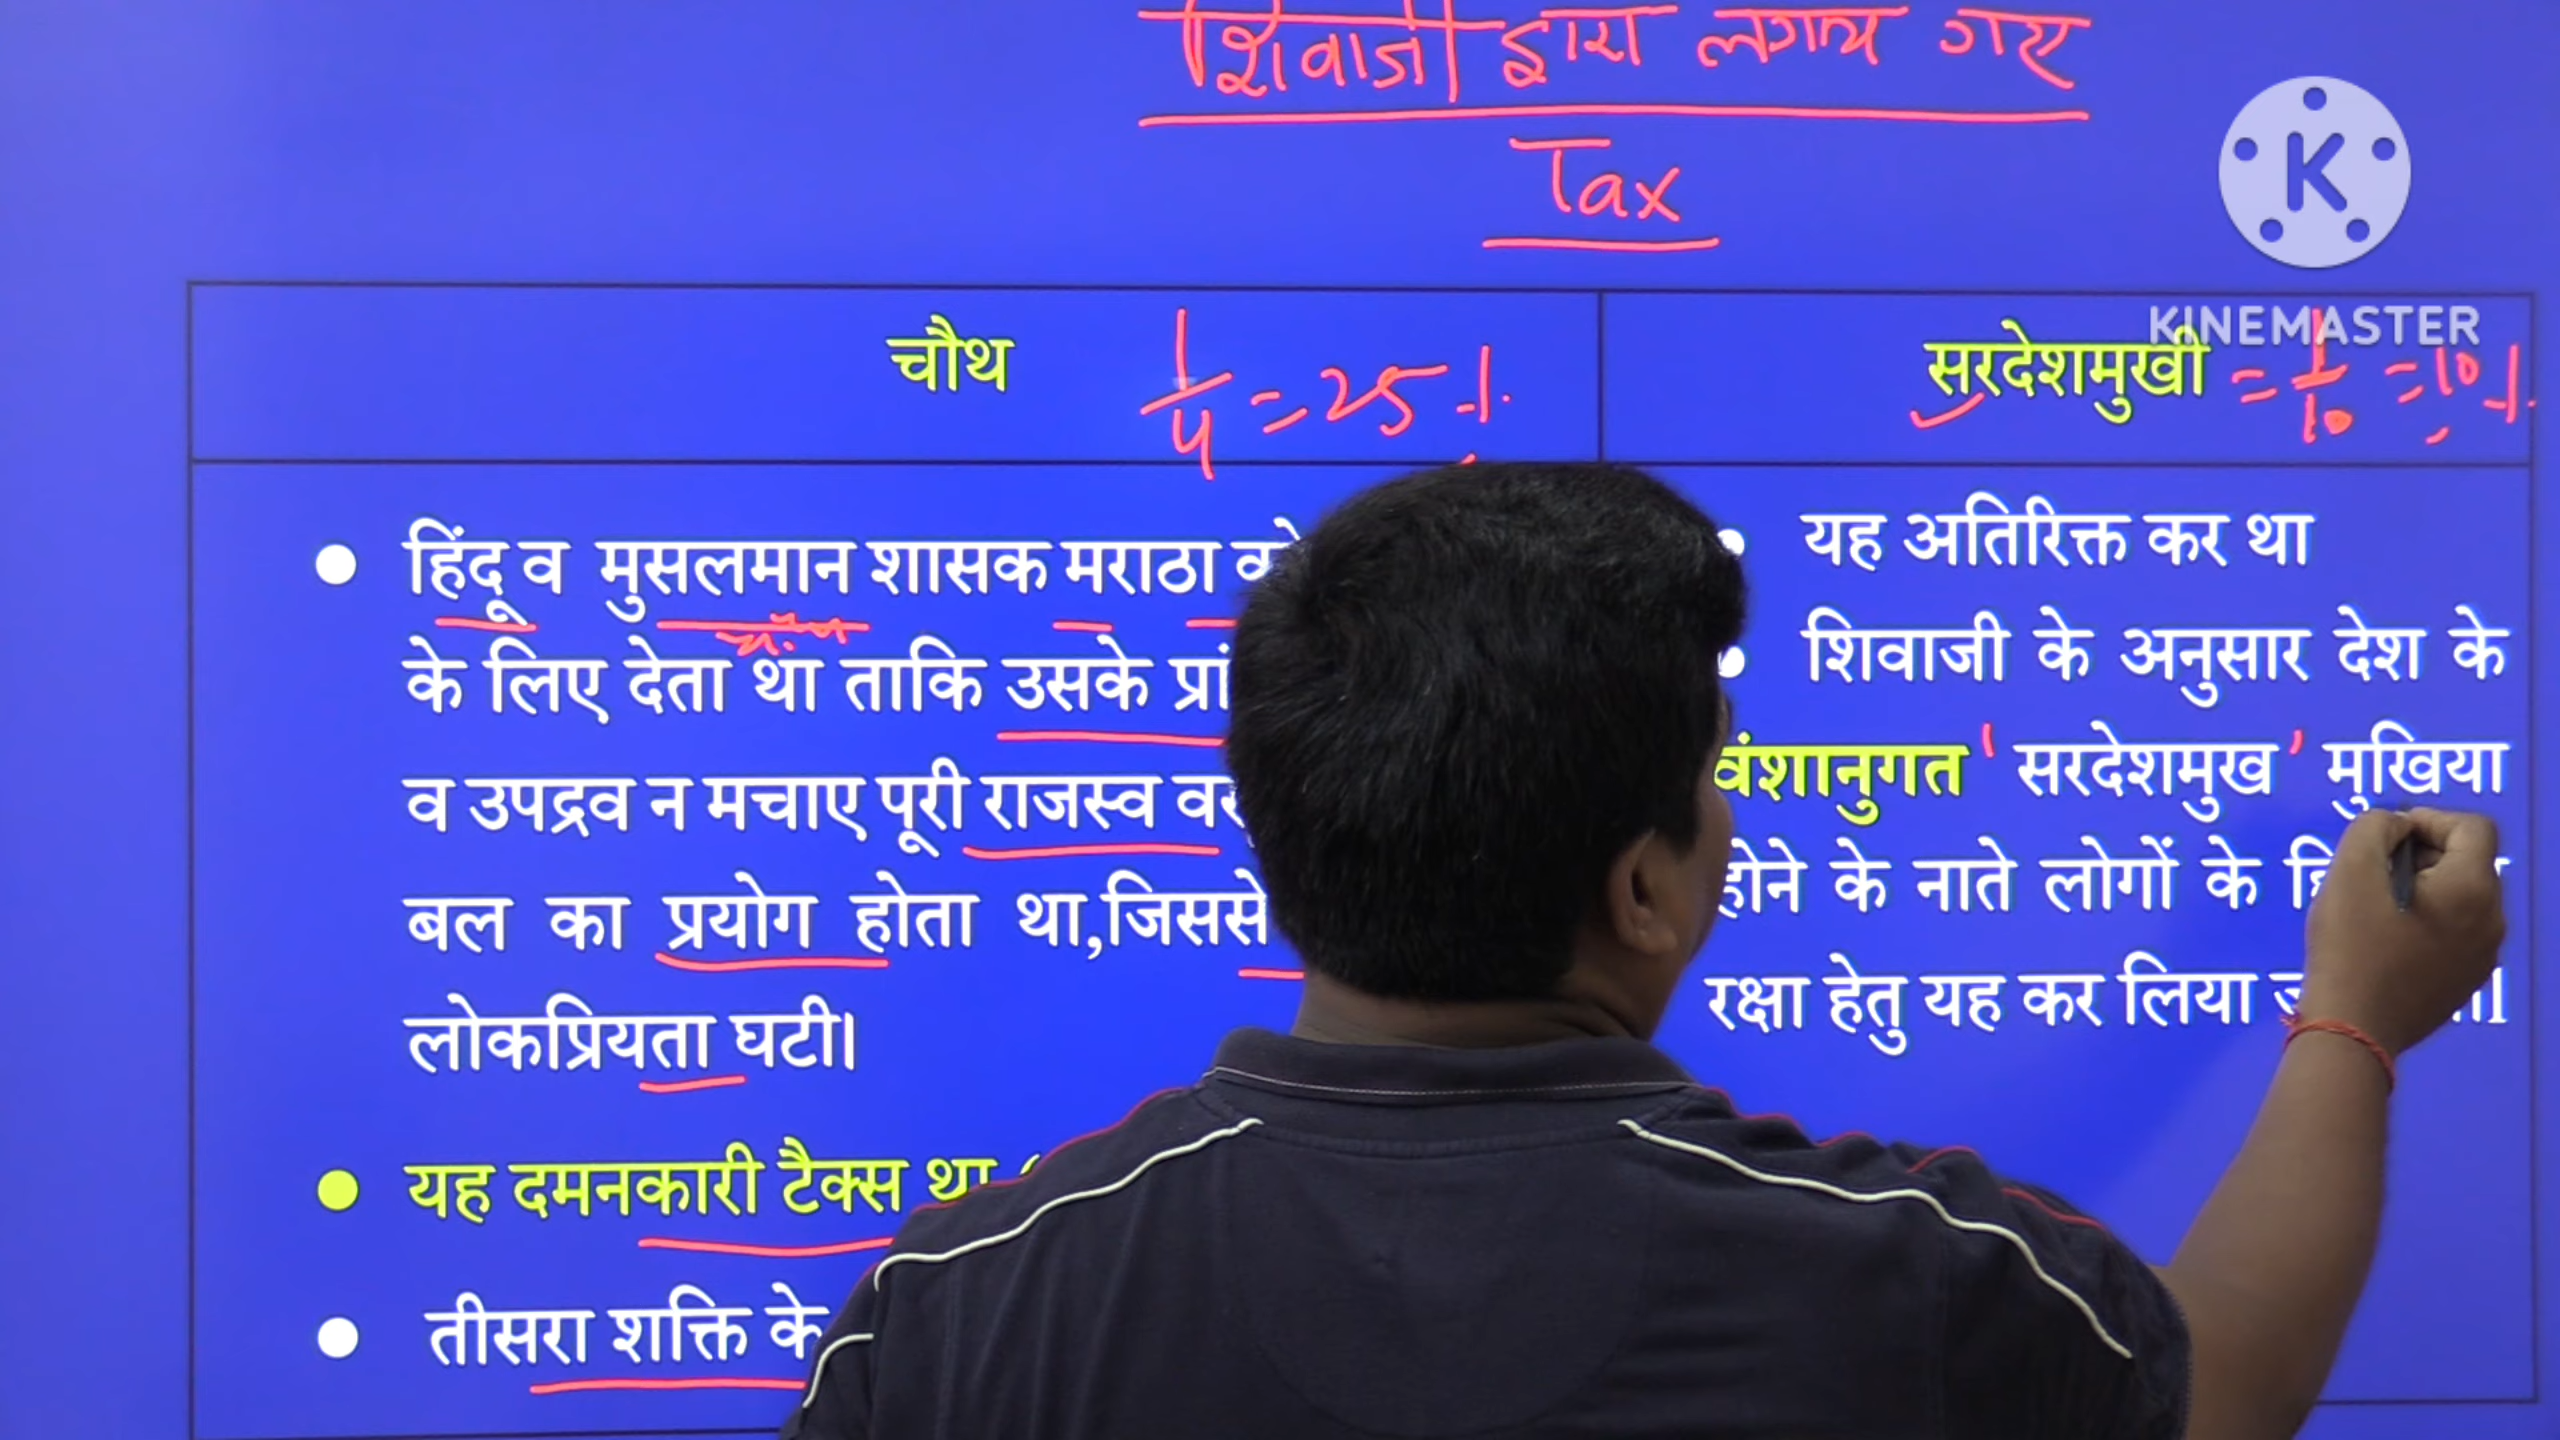 शिवाजी द्वारा लगाये गए
Tax
K
KINEMASTER
चौथ 1/4 = 25%
सरदेशमुखी = 1/10 = 10%
हिंदू व मुसलमान शासक मराठा
के लिए देता था ताकि उसके
व उपद्रव न मचाए पूरी राजस्व
बल का प्रयोग होता था,जिससे
लोकप्रियता घटी।
यह दमनकारी टैक्स था
तीसरा शक्ति के
यह अतिरिक्त कर था
शिवाजी के अनुसार देश के
वंशानुगत ' सरदेशमुख ' मुखिया
होने के नाते लोगों के
रक्षा हेतु यह कर लिया